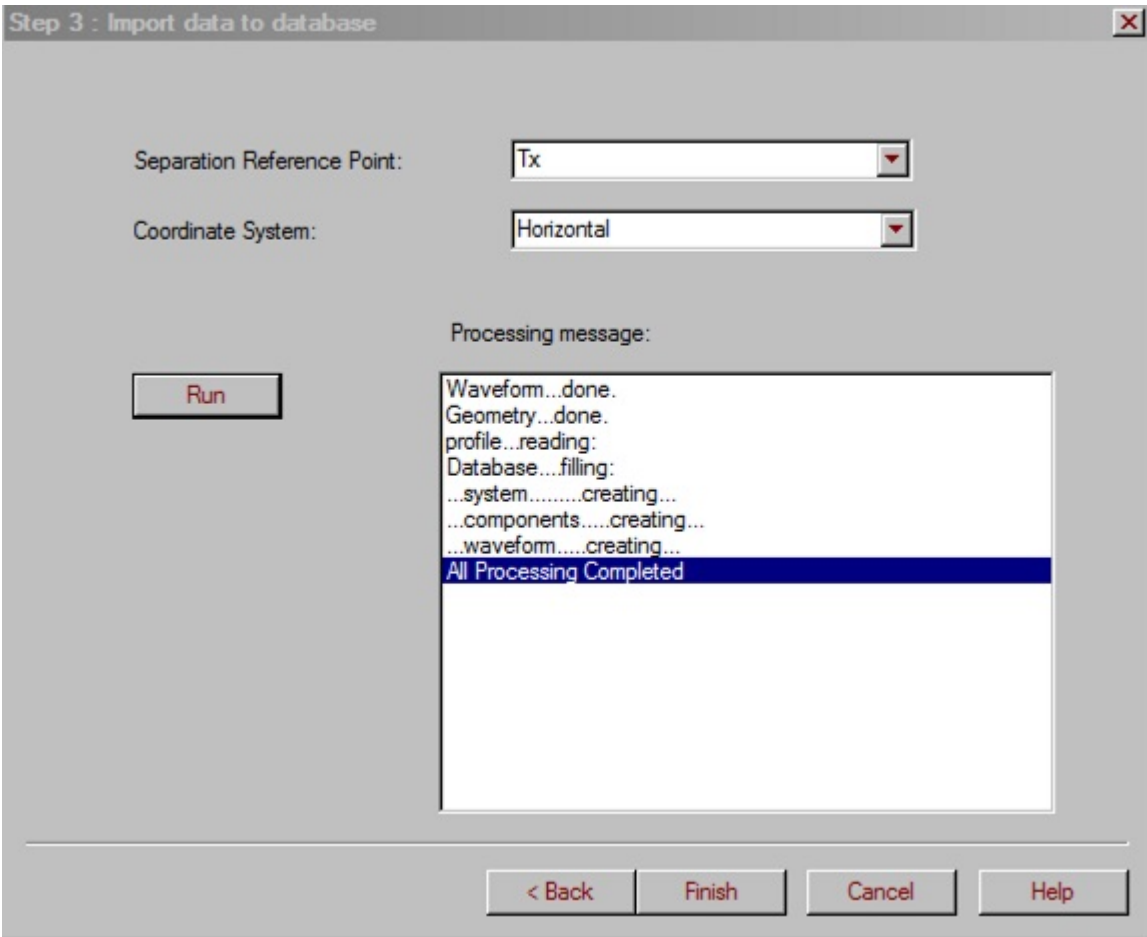 Step 3 : Import data to database
Separation Reference Point:
Tx
Coordinate System:
Horizontal
Processing message:
Run
Waveform...done.
Geometry...done.
profile...reading:
Database....filling:
...system.........creating...
...components.....creating...
...waveform.....creating...
All Processing Completed
< Back
Finish
Cancel
Help